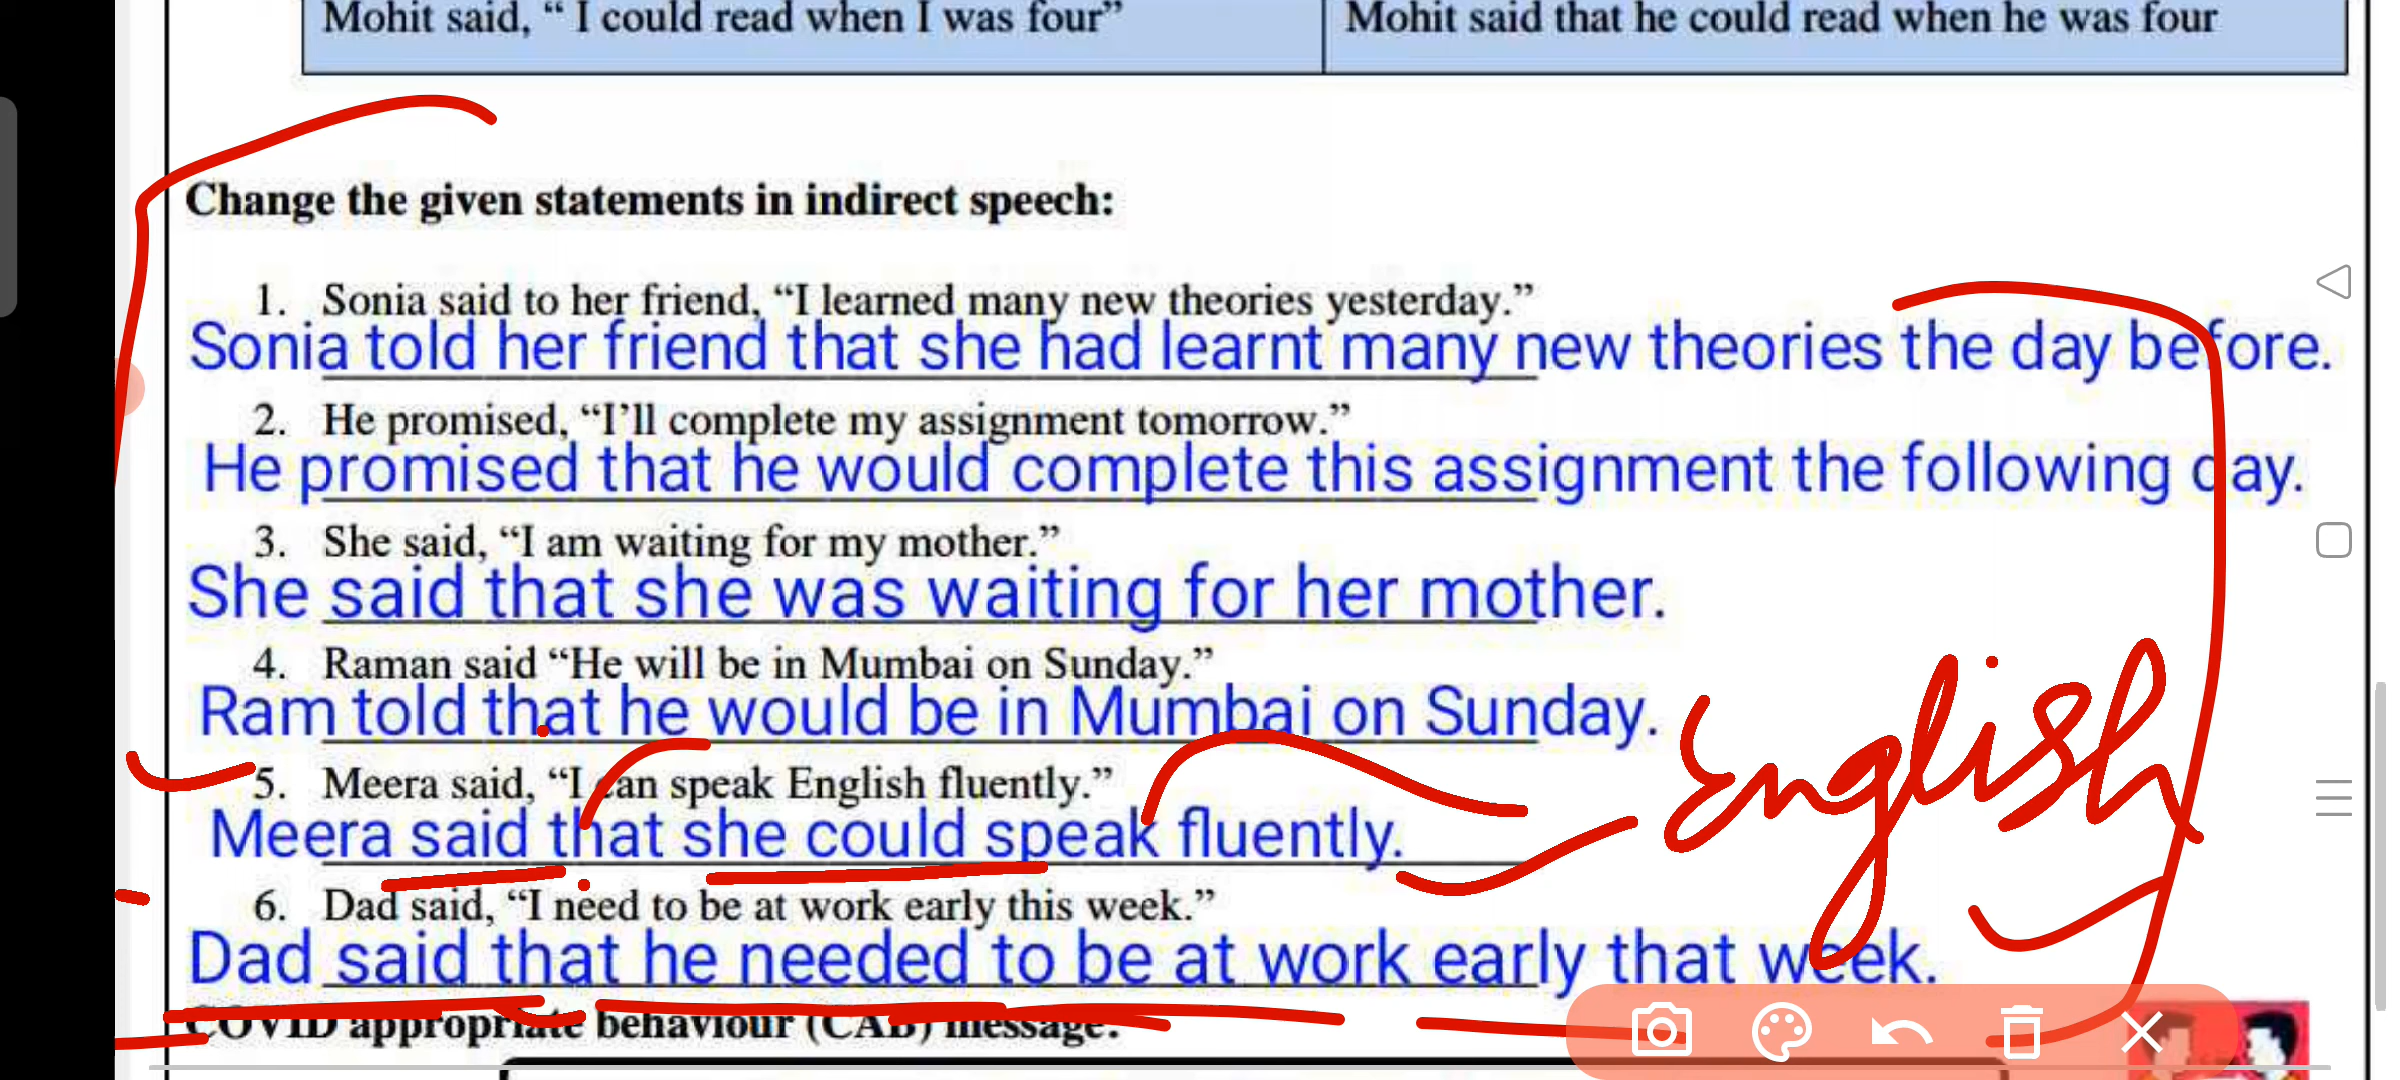 Mohit said, “ I could read when I was four”
Mohit said that he could read when he was four
Change the given statements in indirect speech:
1. Sonia said to her friend, “I learned many new theories yesterday.”
Sonia told her friend that she had learnt many new theories the day before.
2. He promised, “I’ll complete my assignment tomorrow.”
He promised that he would complete this assignment the following day.
3. She said, “I am waiting for my mother.”
She said that she was waiting for her mother.
4. Raman said “He will be in Mumbai on Sunday.”
Ram told that he would be in Mumbai on Sunday.
5. Meera said, “I can speak English fluently.”
Meera said that she could speak fluently.
English
6. Dad said, “I need to be at work early this week.”
Dad said that he needed to be at work early that week.
COVID appropriate behaviour (CAB) message: